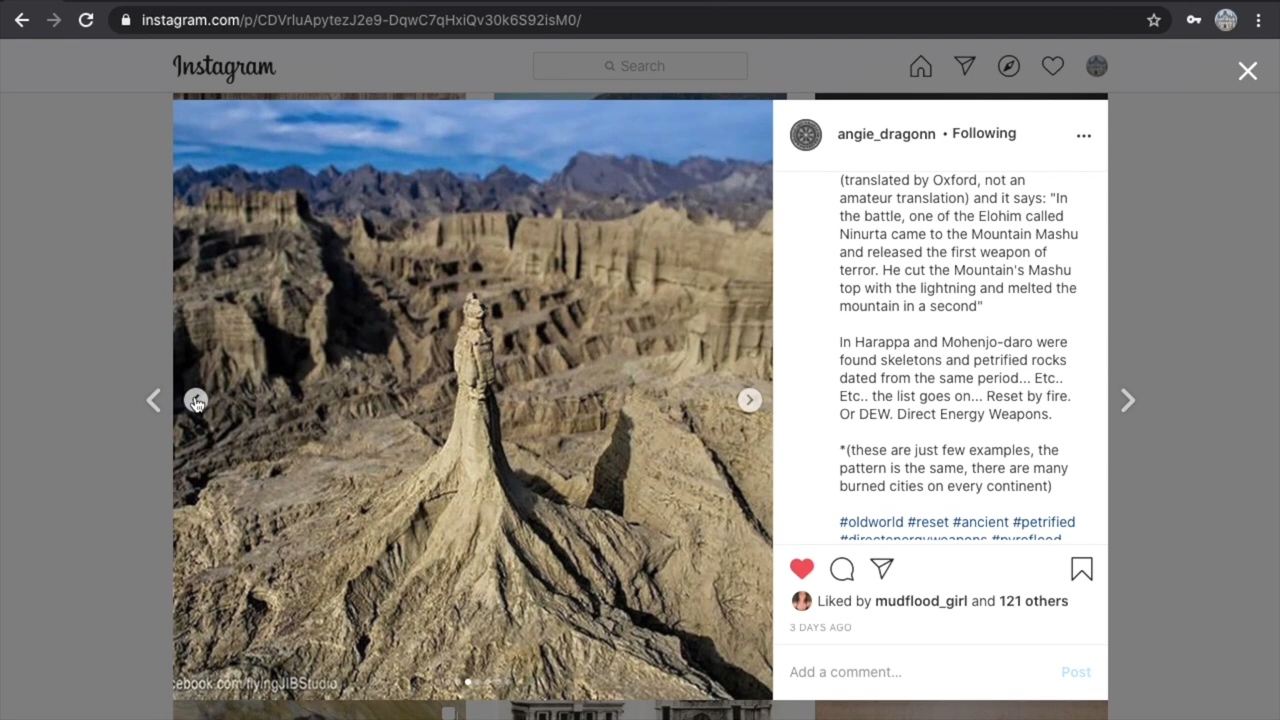 instagram.com/p/CDVrIuApytezJ2e9-DqwC7qHxiQv30k6S92isM0/
Instagram
Search
angie_dragonn • Following
(translated by Oxford, not an
amateur translation) and it says: "In
the battle, one of the Elohim called
Ninurta came to the Mountain Mashu
and released the first weapon of
terror. He cut the Mountain's Mashu
top with the lightning and melted the
mountain in a second"
In Harappa and Mohenjo-daro were
found skeletons and petrified rocks
dated from the same period... Etc..
Etc.. the list goes on... Reset by fire.
Or DEW. Direct Energy Weapons.
*(these are just few examples, the
pattern is the same, there are many
burned cities on every continent)
#oldworld #reset #ancient #petrified
#directenergyweapons #pyroflood
Liked by mudflood_girl and 121 others
3 DAYS AGO
Add a comment... Post
cebook.com/flyingJIBStudio